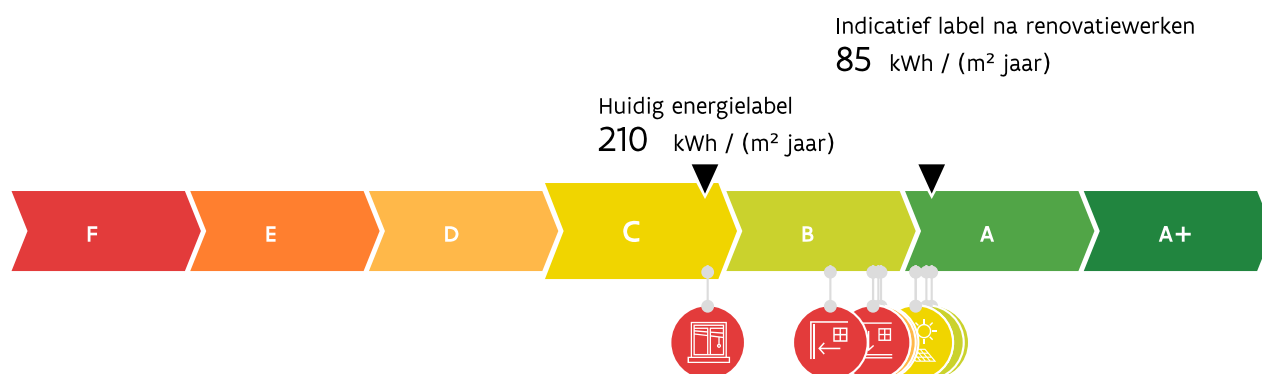 Indicatief label na renovatiewerken
85 kWh / (m² jaar)
Huidig energielabel
210 kWh / (m² jaar)
F E D C B A A+